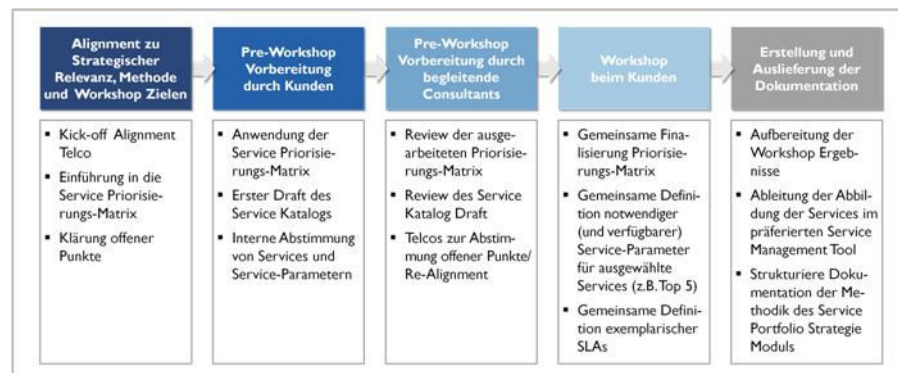 Alignment zu
Strategischer
Relevanz, Methode
und Workshop Zielen
Pre-Workshop
Vorbereitung
durch Kunden
Pre-Workshop
Vorbereitung durch
begleitende
Consultants
Workshop
beim Kunden
Erstellung und
Auslieferung der
Dokumentation
▪ Kick-off Alignment
Telco
▪ Einführung in die
Service Priorisie-
rungs-Matrix
▪ Klärung offener
Punkte
▪ Anwendung der
Service Priorisie-
rungs-Matrix
▪ Erster Draft des
Service Katalogs
▪ Interne Abstimmung
von Services und
Service-Parametern
▪ Review der ausge-
arbeiteten Priorisie-
rungs-Matrix
▪ Review des Service
Katalog Draft
▪ Telcos zur Abstim-
mung offener Punkte/
Re-Alignment
▪ Gemeinsame Fina-
lisierung Priorisie-
rungs-Matrix
▪ Gemeinsame Defini-
tion notwendiger
(und verfügbarer)
Service-Parameter
für ausgewählte
Services (z.B. Top 5)
▪ Gemeinsame Defini-
tion exemplarischer
SLAs
▪ Aufbereitung der
Workshop Ergeb-
nisse
▪ Ableitung der Abbil-
dung der Services im
präferierten Service
Management Tool
▪ Strukturiere Doku-
mentation der Me-
thodik des Service
Portfolio Strategie
Moduls